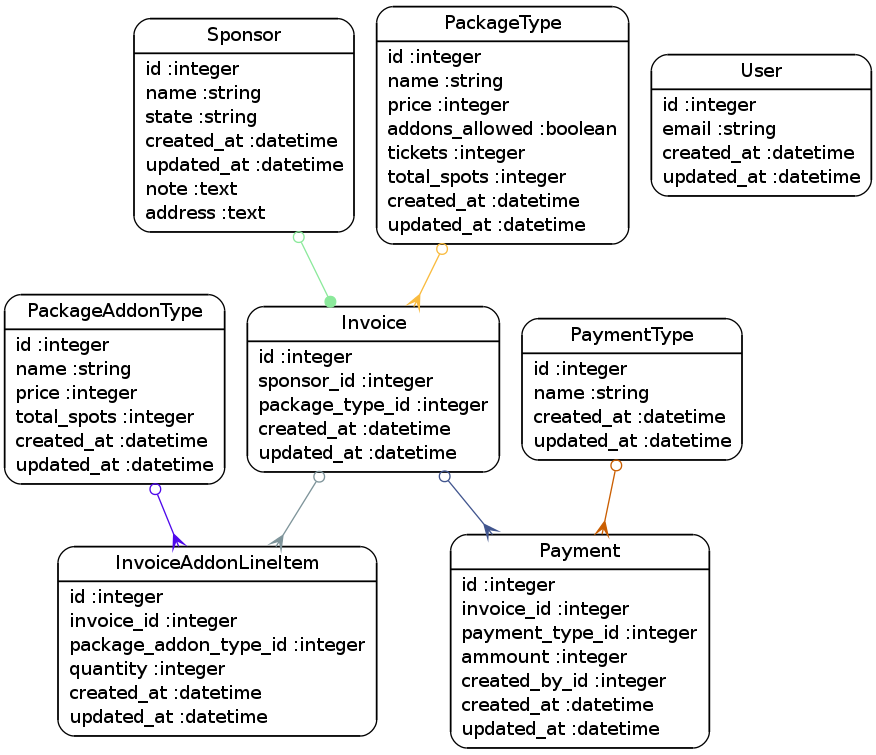 Sponsor
id :integer
name :string
state :string
created_at :datetime
updated_at :datetime
note :text
address :text
PackageType
id :integer
name :string
price :integer
addons_allowed :boolean
tickets :integer
total_spots :integer
created_at :datetime
updated_at :datetime
User
id :integer
email :string
created_at :datetime
updated_at :datetime
PackageAddonType
id :integer
name :string
price :integer
total_spots :integer
created_at :datetime
updated_at :datetime
Invoice
id :integer
sponsor_id :integer
package_type_id :integer
created_at :datetime
updated_at :datetime
PaymentType
id :integer
name :string
created_at :datetime
updated_at :datetime
InvoiceAddonLineItem
id :integer
invoice_id :integer
package_addon_type_id :integer
quantity :integer
created_at :datetime
updated_at :datetime
Payment
id :integer
invoice_id :integer
payment_type_id :integer
ammount :integer
created_by_id :integer
created_at :datetime
updated_at :datetime